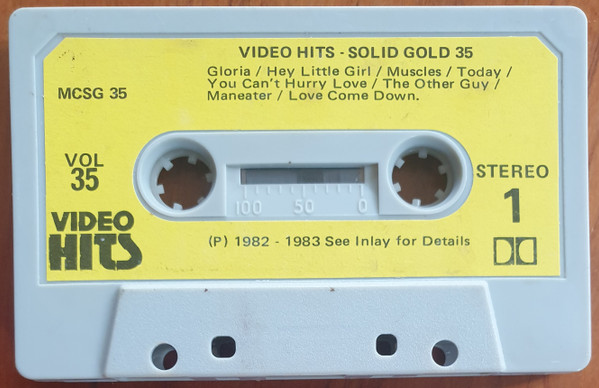 VIDEO HITS - SOLID GOLD 35
Gloria / Hey Little Girl / Muscles / Today /
You Can't Hurry Love / The Other Guy /
Maneater / Love Come Down.
MCSG 35
VOL
35
STEREO
1
100 50 0
VIDEO
HITS
(P) 1982 - 1983 See Inlay for Details